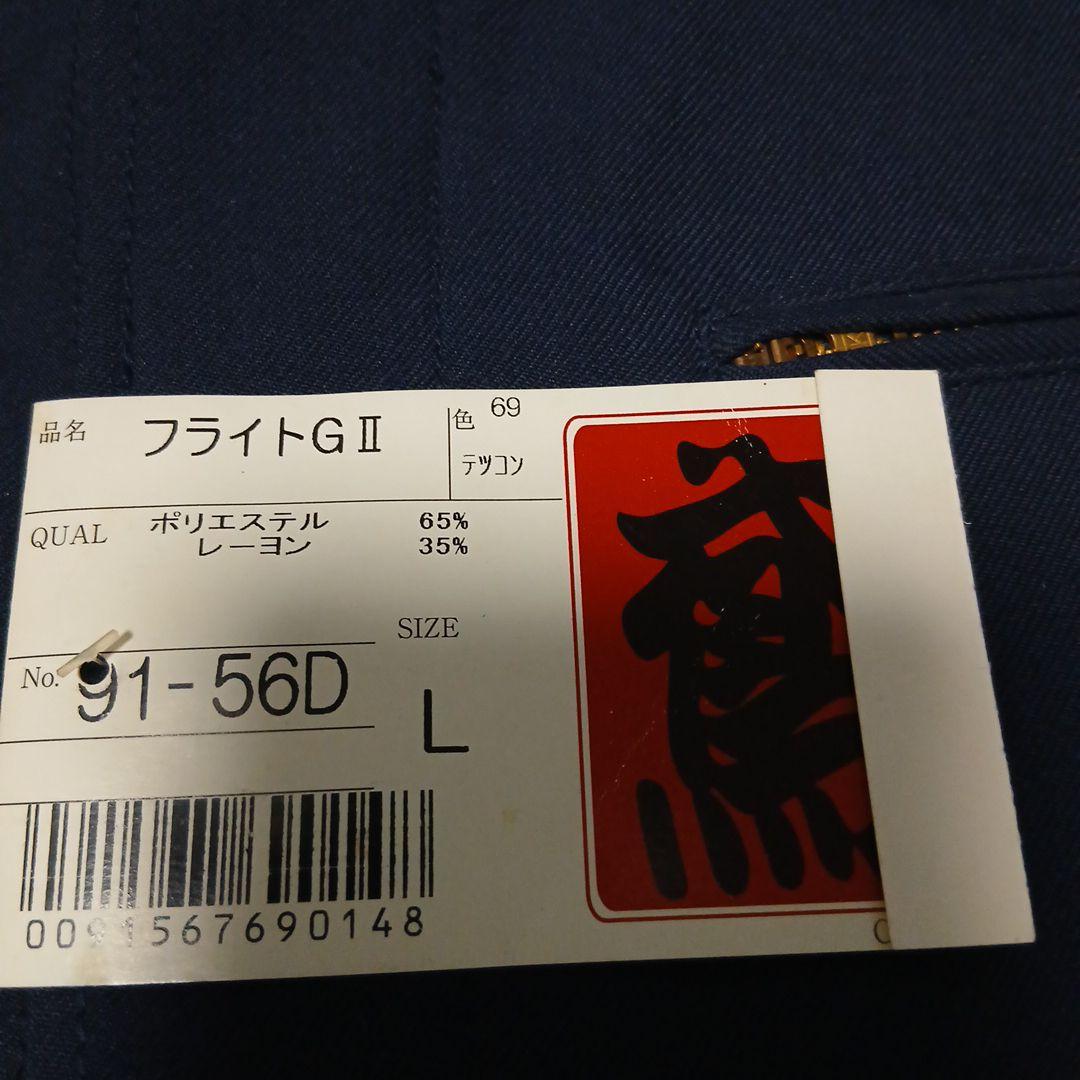 品名 フライトGⅡ
色 69
テツコン
QUAL ポリエステル 65%
レーヨン 35%
SIZE
No. 91-56D
L
0091567690148